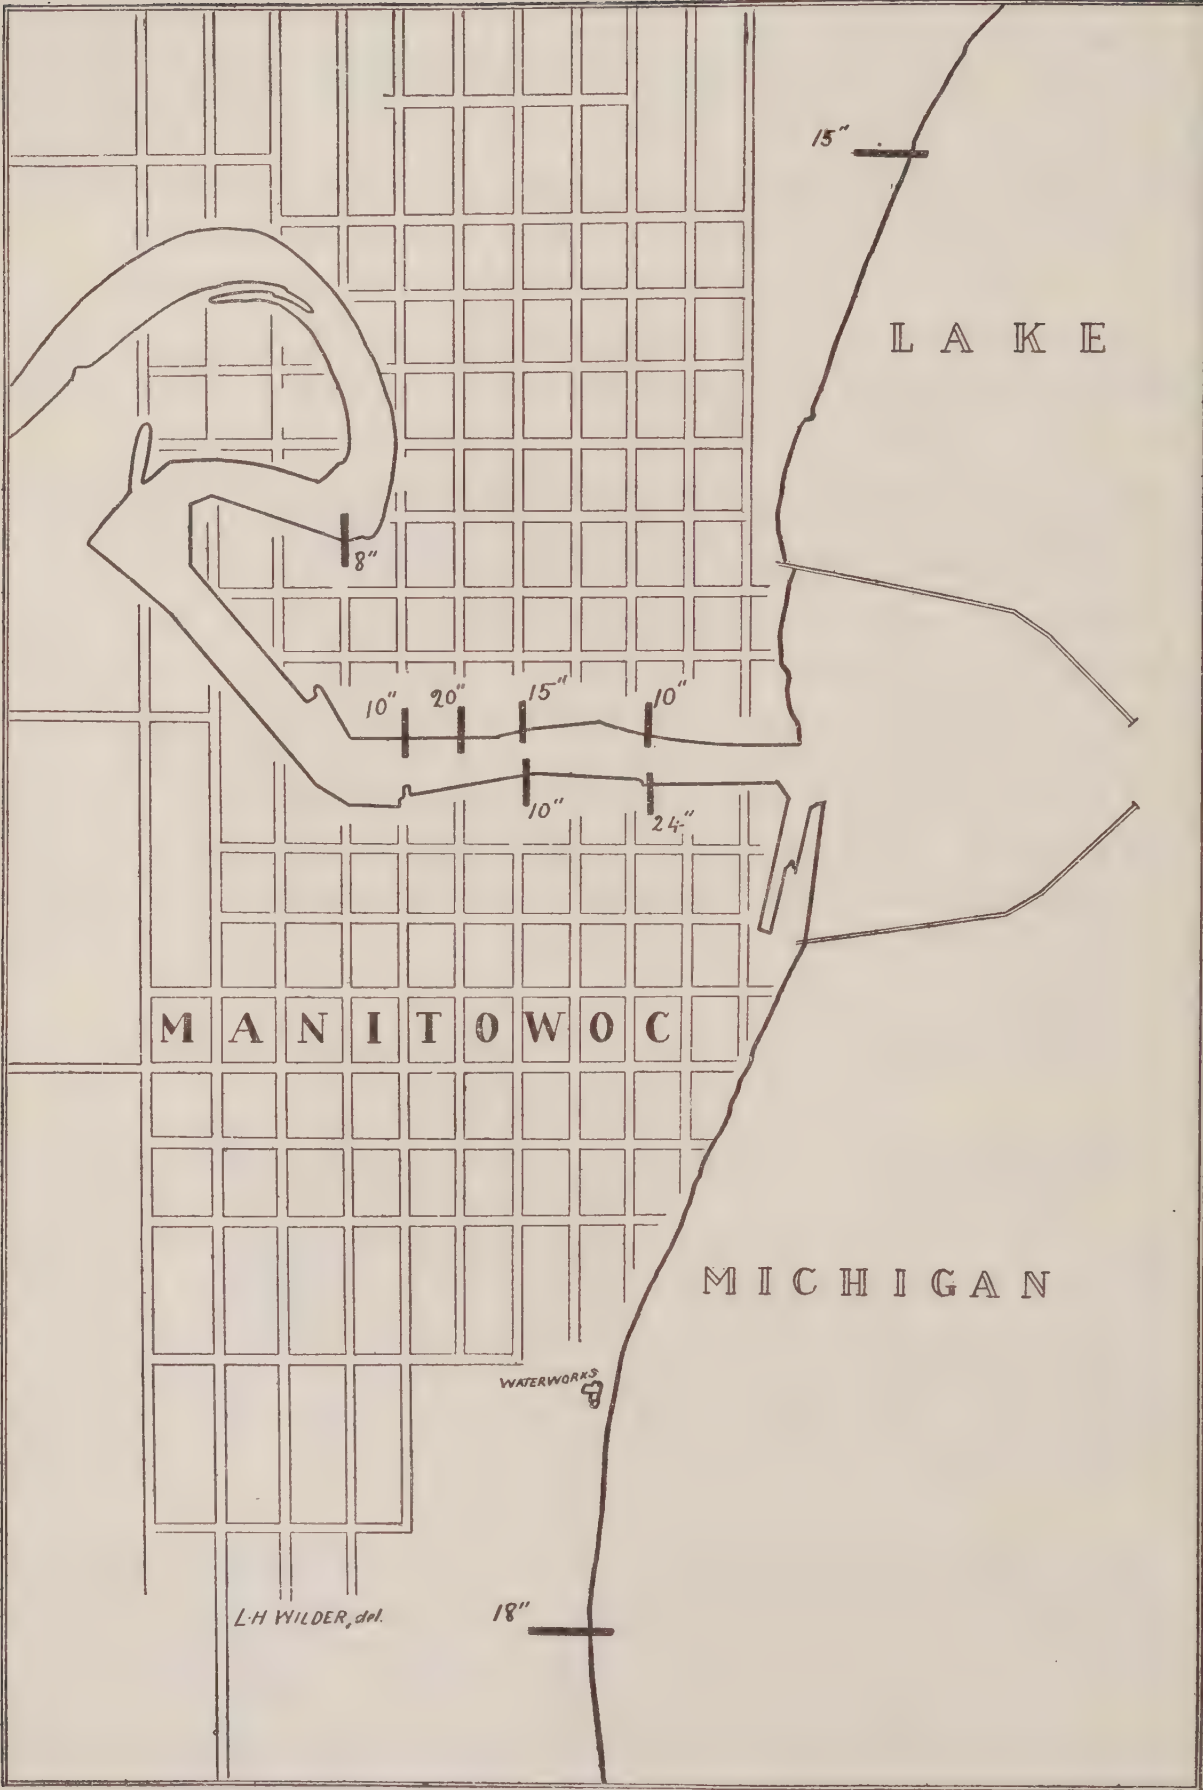 15"
LAKE
8"
10" 20" 15" 10"
10" 24"
MANITOWOC
MICHIGAN
WATERWORKS
L.H WILDER, del.
18"